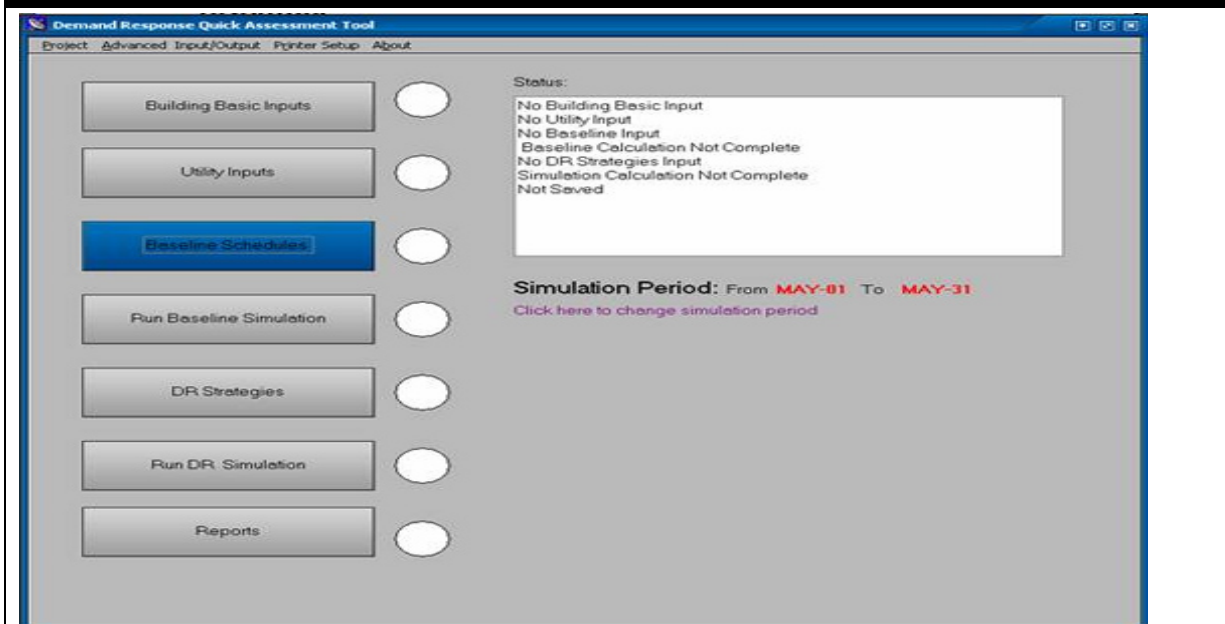 Demand Response Quick Assessment Tool
Project Advanced Input/Output Printer Setup About
Building Basic Inputs
Utility Inputs
Baseline Schedules
Run Baseline Simulation
DR Strategies
Run DR Simulation
Reports
Status:
No Building Basic Input
No Utility Input
No Baseline Input
Baseline Calculation Not Complete
No DR Strategies Input
Simulation Calculation Not Complete
Not Saved
Simulation Period: From MAY-01 To MAY-31
Click here to change simulation period